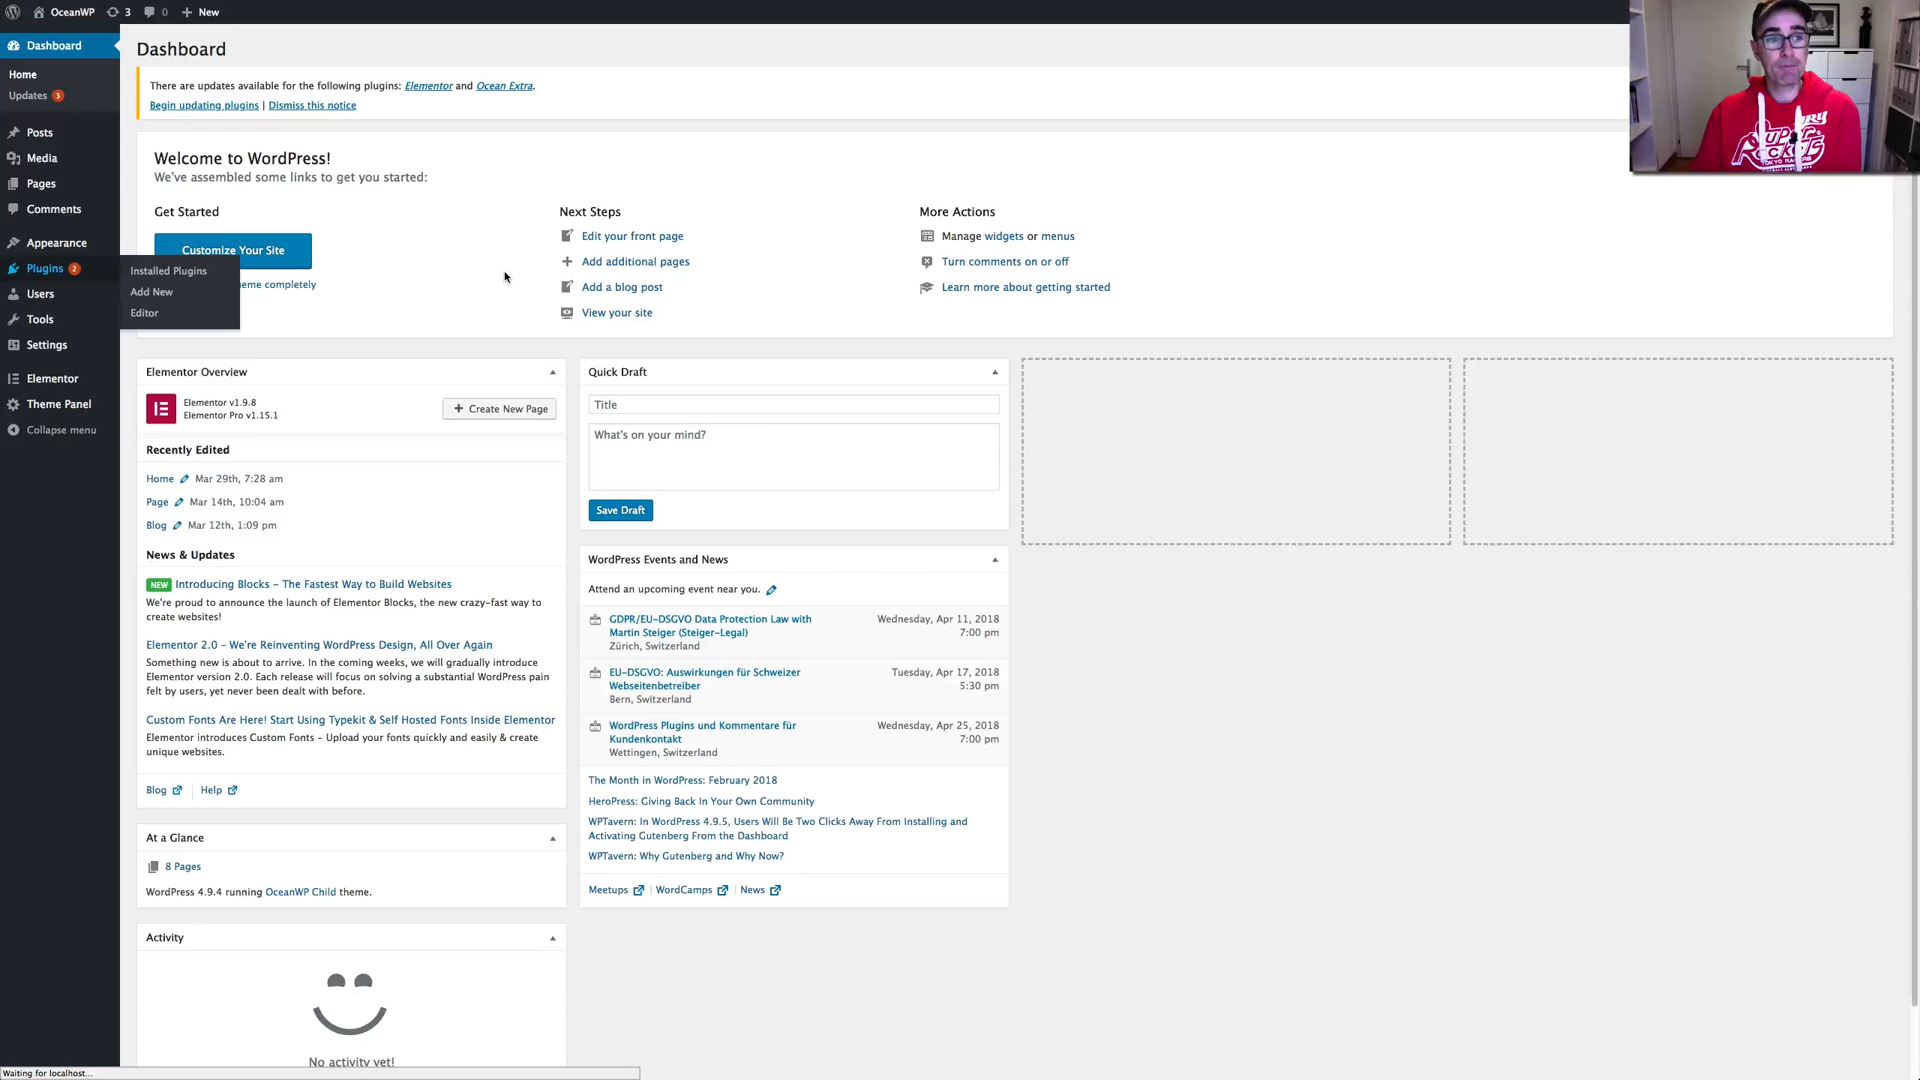 OceanWP 3 0 New
Dashboard
Home
Updates 3
Posts
Media
Pages
Comments
Appearance
Plugins 2
Users
Tools
Settings
Elementor
Theme Panel
Collapse menu
Installed Plugins
Add New
Editor
Dashboard
There are updates available for the following plugins: Elementor and Ocean Extra.
Begin updating plugins | Dismiss this notice
Welcome to WordPress!
We've assembled some links to get you started:
Get Started
Customize Your Site
eme completely
Next Steps
Edit your front page
Add additional pages
Add a blog post
View your site
More Actions
Manage widgets or menus
Turn comments on or off
Learn more about getting started
Elementor Overview
Elementor v1.9.8
Elementor Pro v1.15.1
Create New Page
Recently Edited
Home Mar 29th, 7:28 am
Page Mar 14th, 10:04 am
Blog Mar 12th, 1:09 pm
News & Updates
NEW Introducing Blocks – The Fastest Way to Build Websites
We're proud to announce the launch of Elementor Blocks, the new crazy-fast way to
create websites!
Elementor 2.0 – We're Reinventing WordPress Design, All Over Again
Something new is about to arrive. In the coming weeks, we will gradually introduce
Elementor version 2.0. Each release will focus on solving a substantial WordPress pain
felt by users, yet never been dealt with before.
Custom Fonts Are Here! Start Using Typekit & Self Hosted Fonts Inside Elementor
Elementor introduces Custom Fonts – Upload your fonts quickly and easily & create
unique websites.
Blog | Help
At a Glance
8 Pages
WordPress 4.9.4 running OceanWP Child theme.
Activity
No activity yet!
Quick Draft
Title
What's on your mind?
Save Draft
WordPress Events and News
Attend an upcoming event near you.
GDPR/EU-DSGVO Data Protection Law with Wednesday, Apr 11, 2018
Martin Steiger (Steiger-Legal) 7:00 pm
Zürich, Switzerland
EU-DSGVO: Auswirkungen für Schweizer Tuesday, Apr 17, 2018
Webseitenbetreiber 5:30 pm
Bern, Switzerland
WordPress Plugins und Kommentare für Wednesday, Apr 25, 2018
Kundenkontakt 7:00 pm
Wettingen, Switzerland
The Month in WordPress: February 2018
HeroPress: Giving Back In Your Own Community
WPTavern: In WordPress 4.9.5, Users Will Be Two Clicks Away From Installing and
Activating Gutenberg From the Dashboard
WPTavern: Why Gutenberg and Why Now?
Meetups | WordCamps | News
Waiting for localhost...